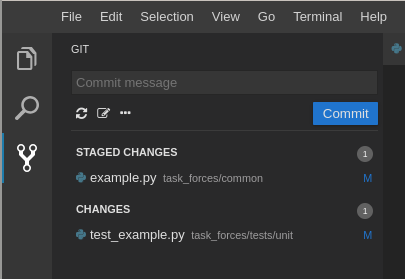 File Edit Selection View Go Terminal Help
GIT
Commit message
Commit
STAGED CHANGES 1
example.py task_forces/common M
CHANGES 1
test_example.py task_forces/tests/unit M